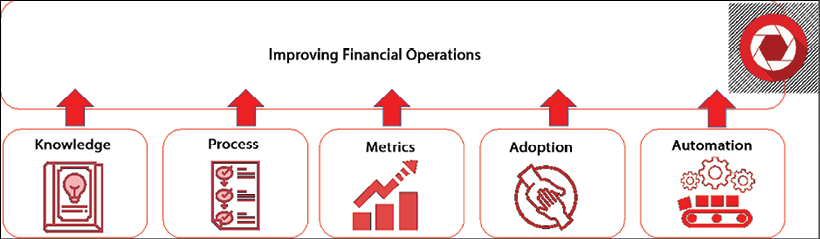 Improving Financial Operations
Knowledge
Process
Metrics
Adoption
Automation